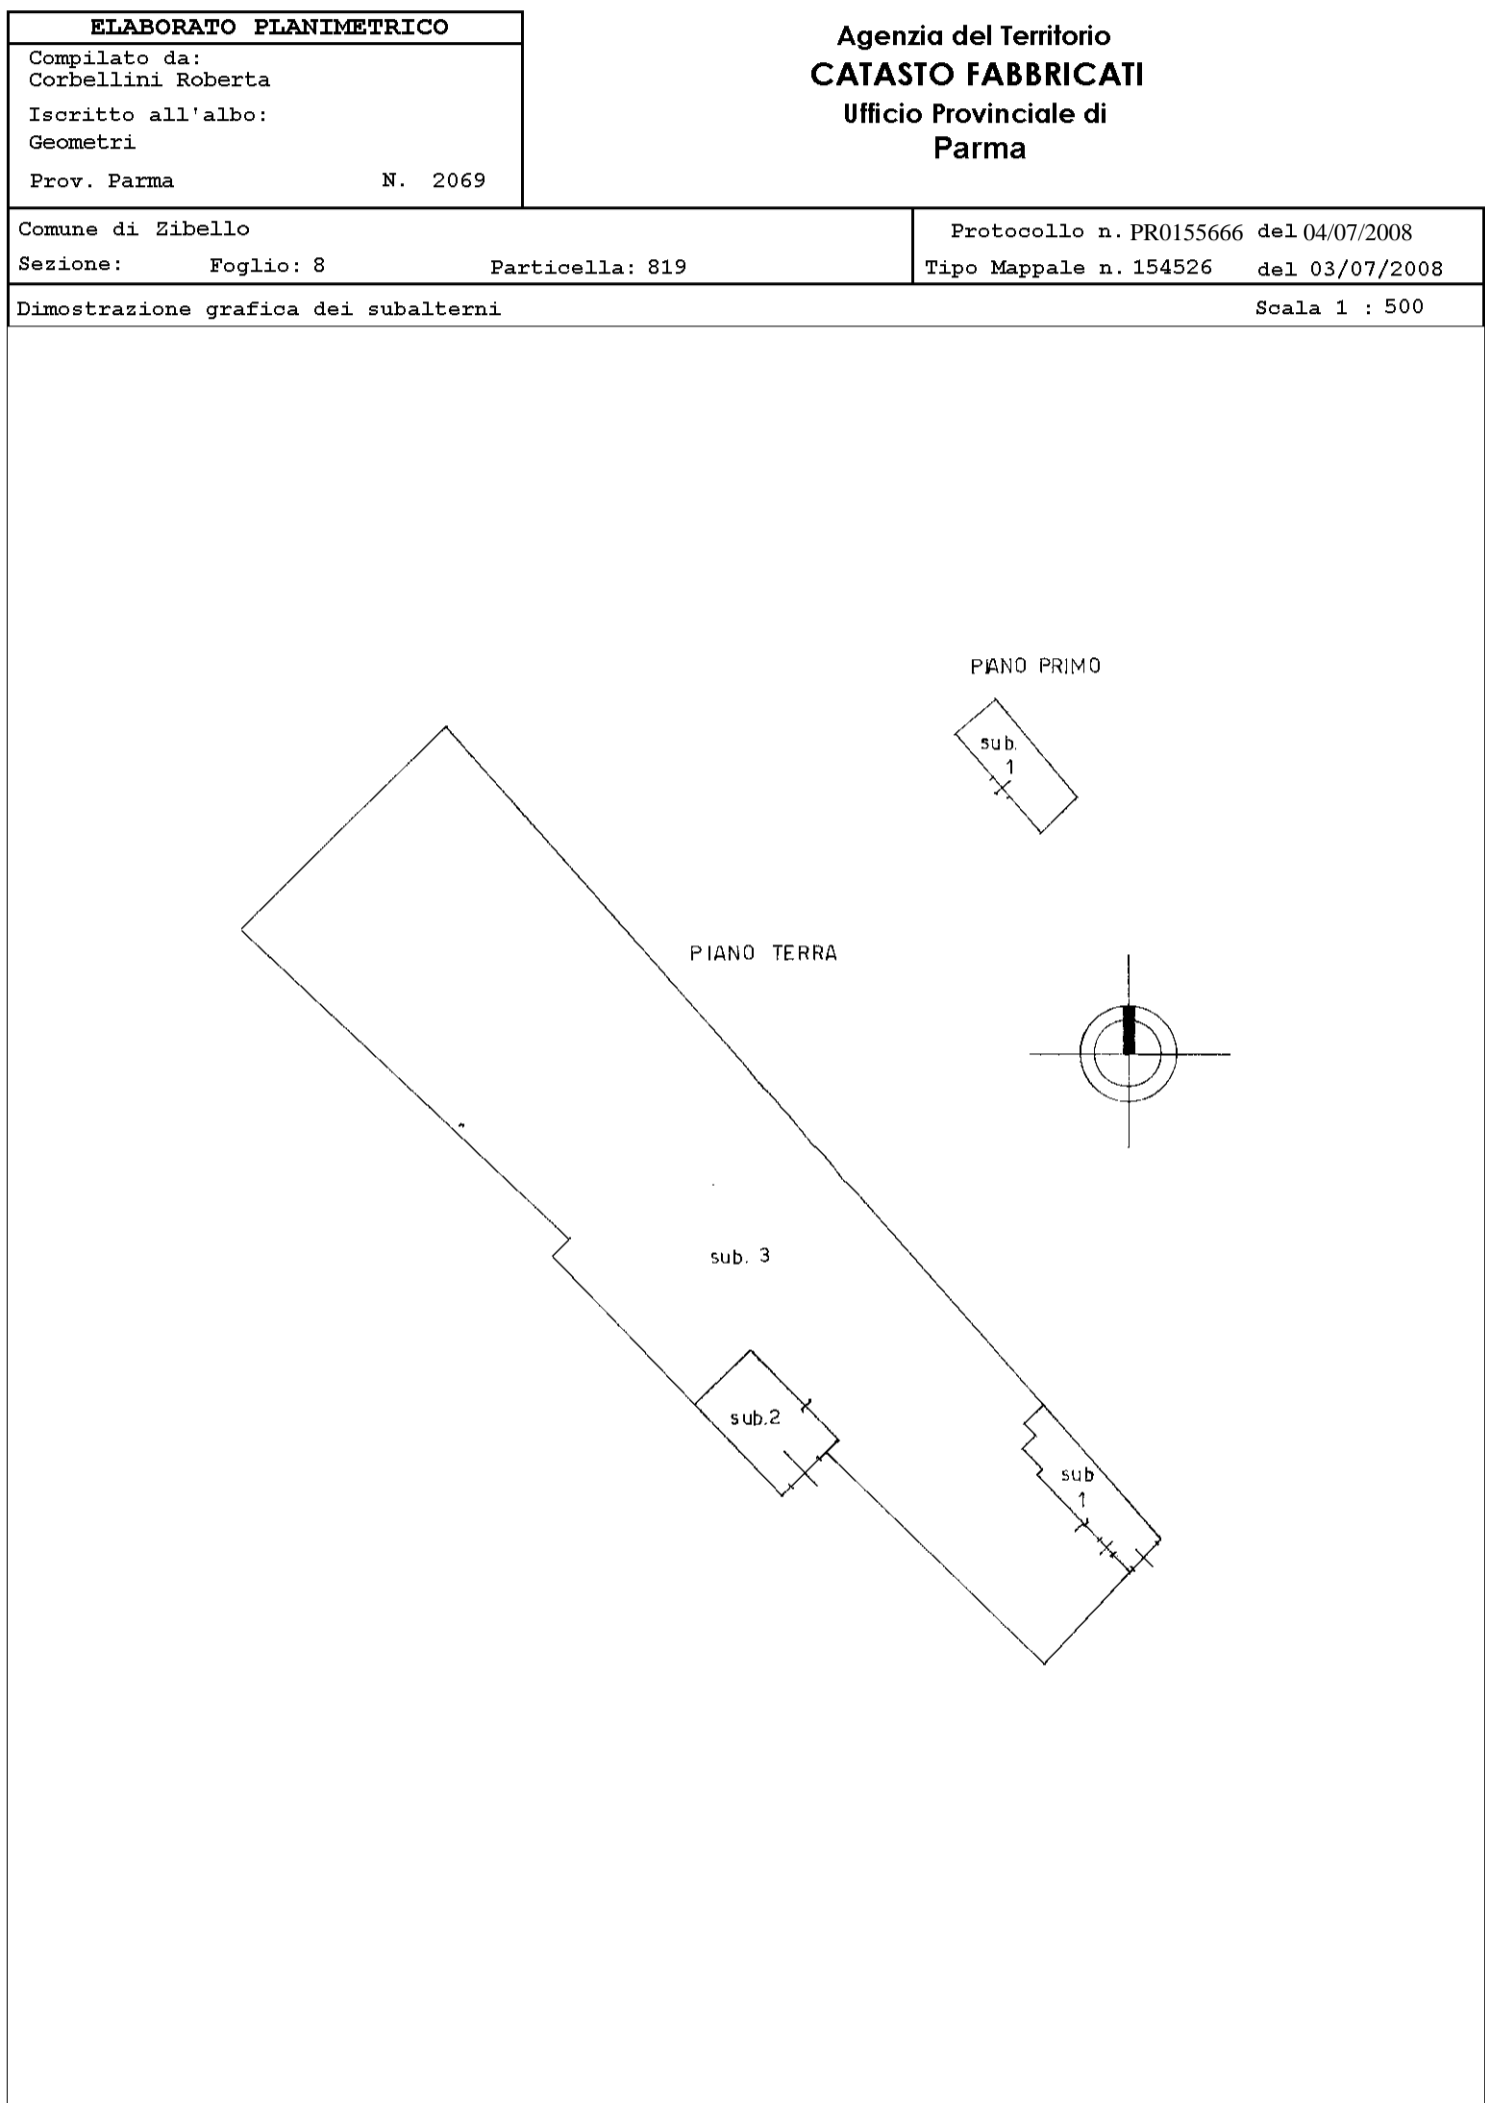 ELABORATO PLANIMETRICO
Compilato da:
Corbellini Roberta
Iscritto all'albo:
Geometri
Prov. Parma N. 2069
Agenzia del Territorio
CATASTO FABBRICATI
Ufficio Provinciale di
Parma
Comune di Zibello
Sezione: Foglio: 8 Particella: 819
Protocollo n. PR0155666 del 04/07/2008
Tipo Mappale n. 154526 del 03/07/2008
Dimostrazione grafica dei subalterni Scala 1 : 500
PIANO PRIMO
sub.
1
PIANO TERRA
sub. 3
sub.2
sub
1